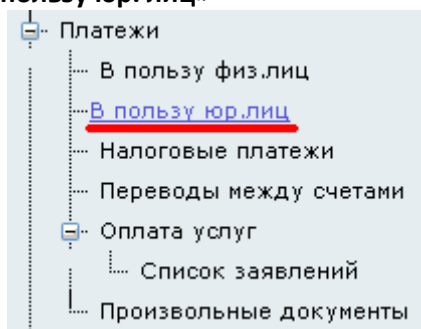 Платежи
В пользу физ.лиц
В пользу юр.лиц
Налоговые платежи
Переводы между счетами
Оплата услуг
Список заявлений
Произвольные документы